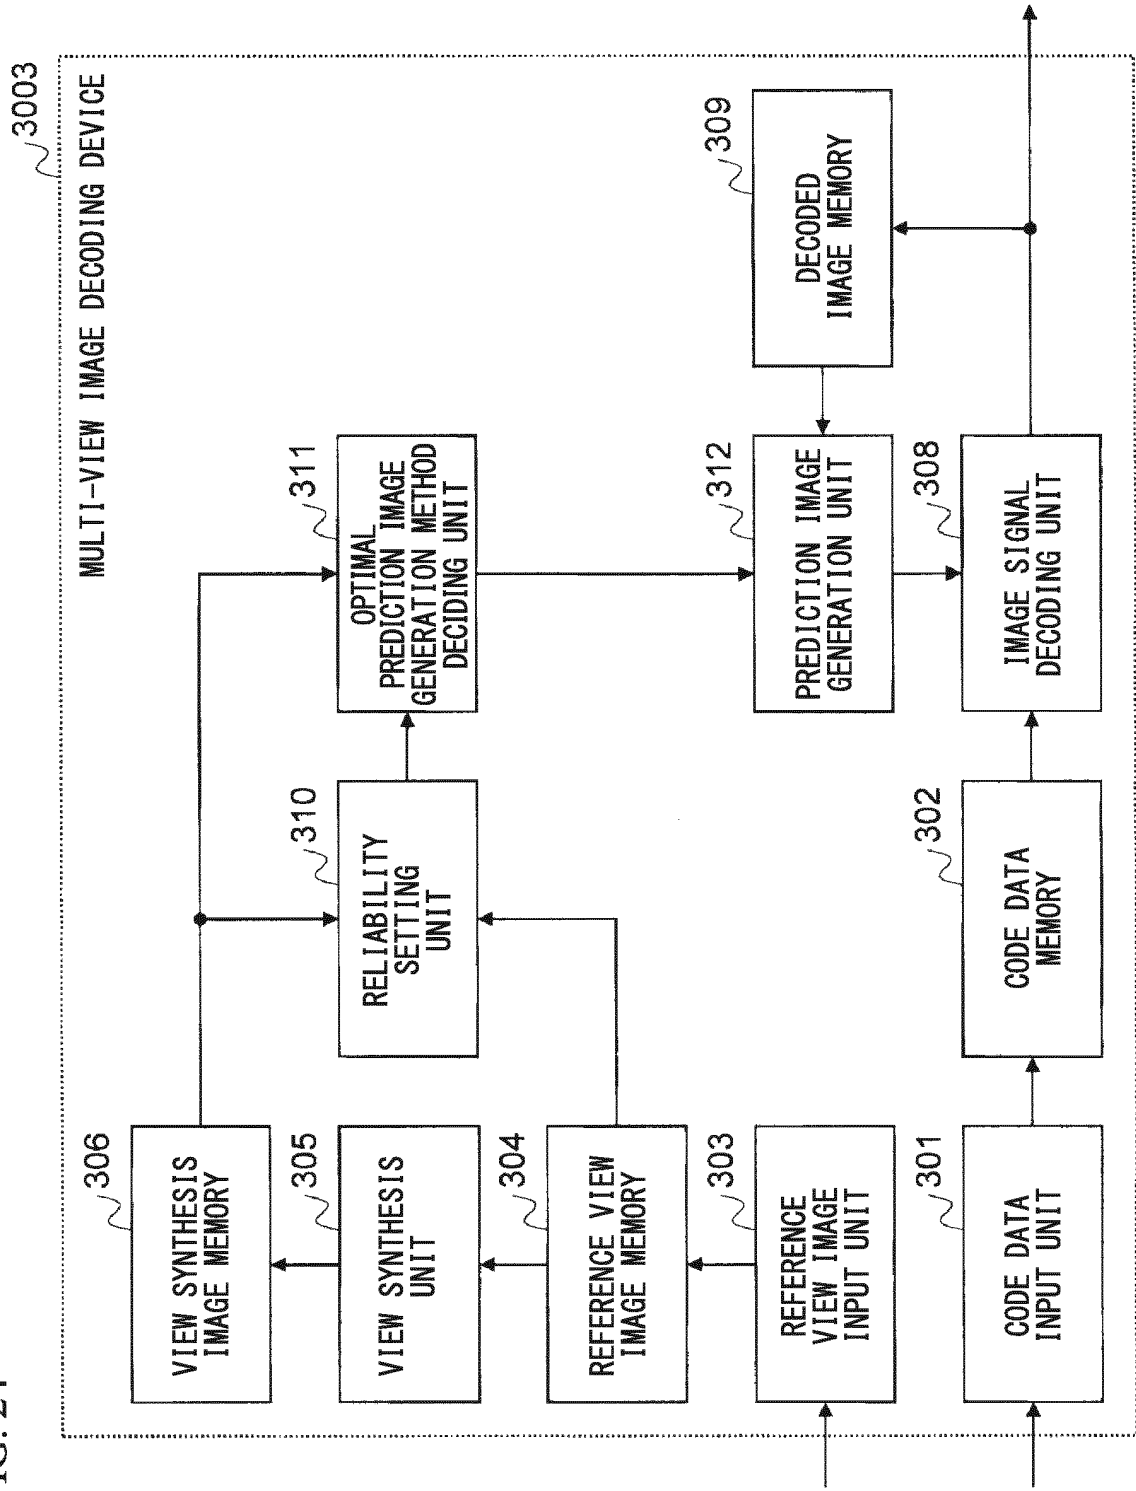 3003
MULTI-VIEW IMAGE DECODING DEVICE
306
VIEW SYNTHESIS
IMAGE MEMORY
305
VIEW SYNTHESIS
UNIT
310
RELIABILITY
SETTING
UNIT
311
OPTIMAL
PREDICTION IMAGE
GENERATION METHOD
DECIDING UNIT
304
REFERENCE VIEW
IMAGE MEMORY
303
REFERENCE
VIEW IMAGE
INPUT UNIT
312
PREDICTION IMAGE
GENERATION UNIT
309
DECODED
IMAGE MEMORY
301
CODE DATA
INPUT UNIT
302
CODE DATA
MEMORY
308
IMAGE SIGNAL
DECODING UNIT